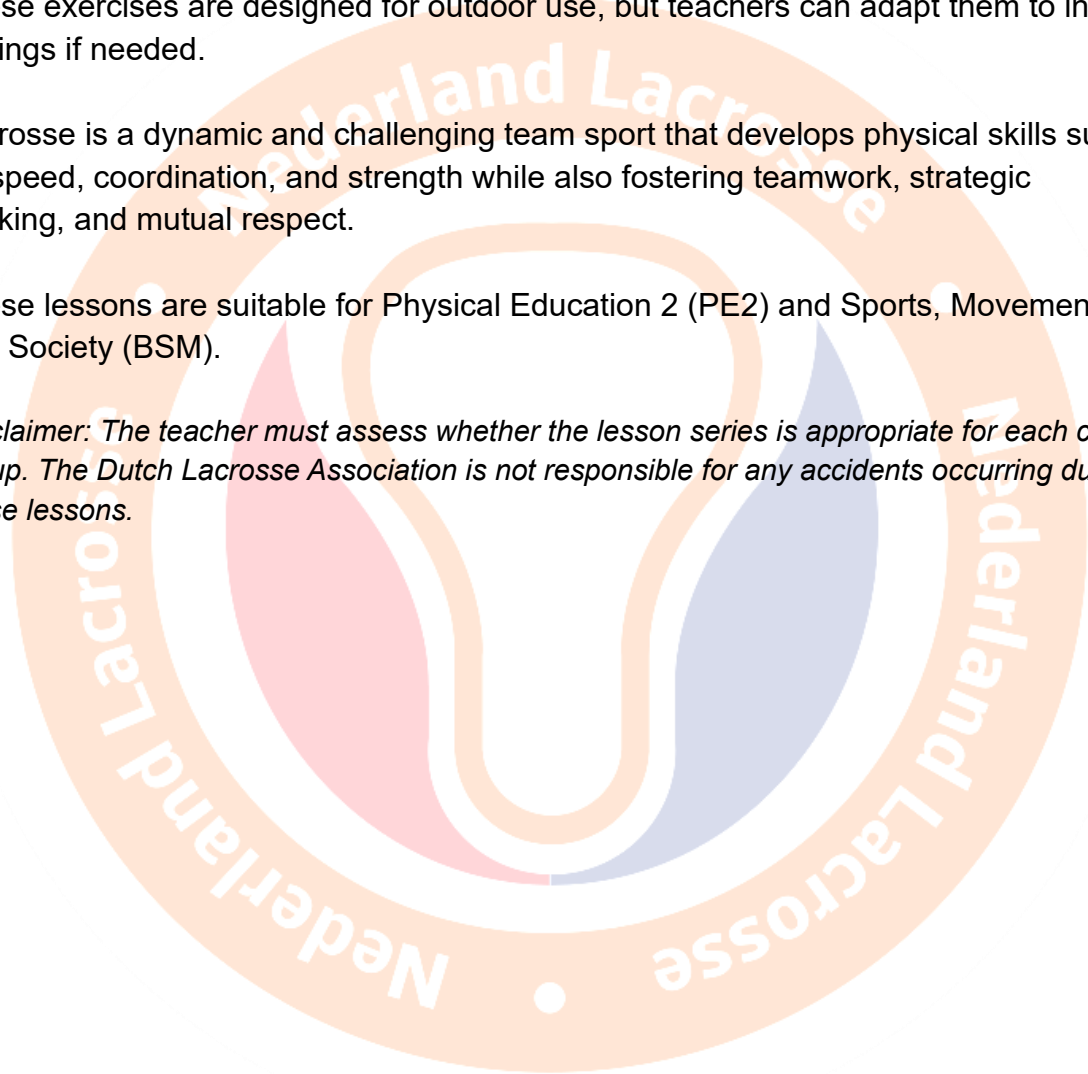 se exercises are designed for outdoor use, but teachers can adapt them to in
ings if needed.
rosse is a dynamic and challenging team sport that develops physical skills su
speed, coordination, and strength while also fostering teamwork, strategic
king, and mutual respect.
se lessons are suitable for Physical Education 2 (PE2) and Sports, Movemen
Society (BSM).
claimer: The teacher must assess whether the lesson series is appropriate for each c
up. The Dutch Lacrosse Association is not responsible for any accidents occurring du
se lessons.
Nederland Lacrosse
Nederland Lacrosse
Nederland Lacrosse